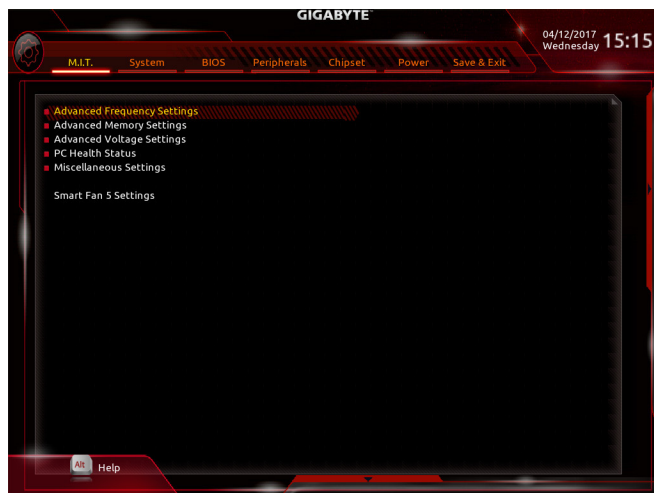 GIGABYTE™
04/12/2017
Wednesday 15:15
M.I.T. System BIOS Peripherals Chipset Power Save & Exit
Advanced Frequency Settings
Advanced Memory Settings
Advanced Voltage Settings
PC Health Status
Miscellaneous Settings
Smart Fan 5 Settings
Alt Help